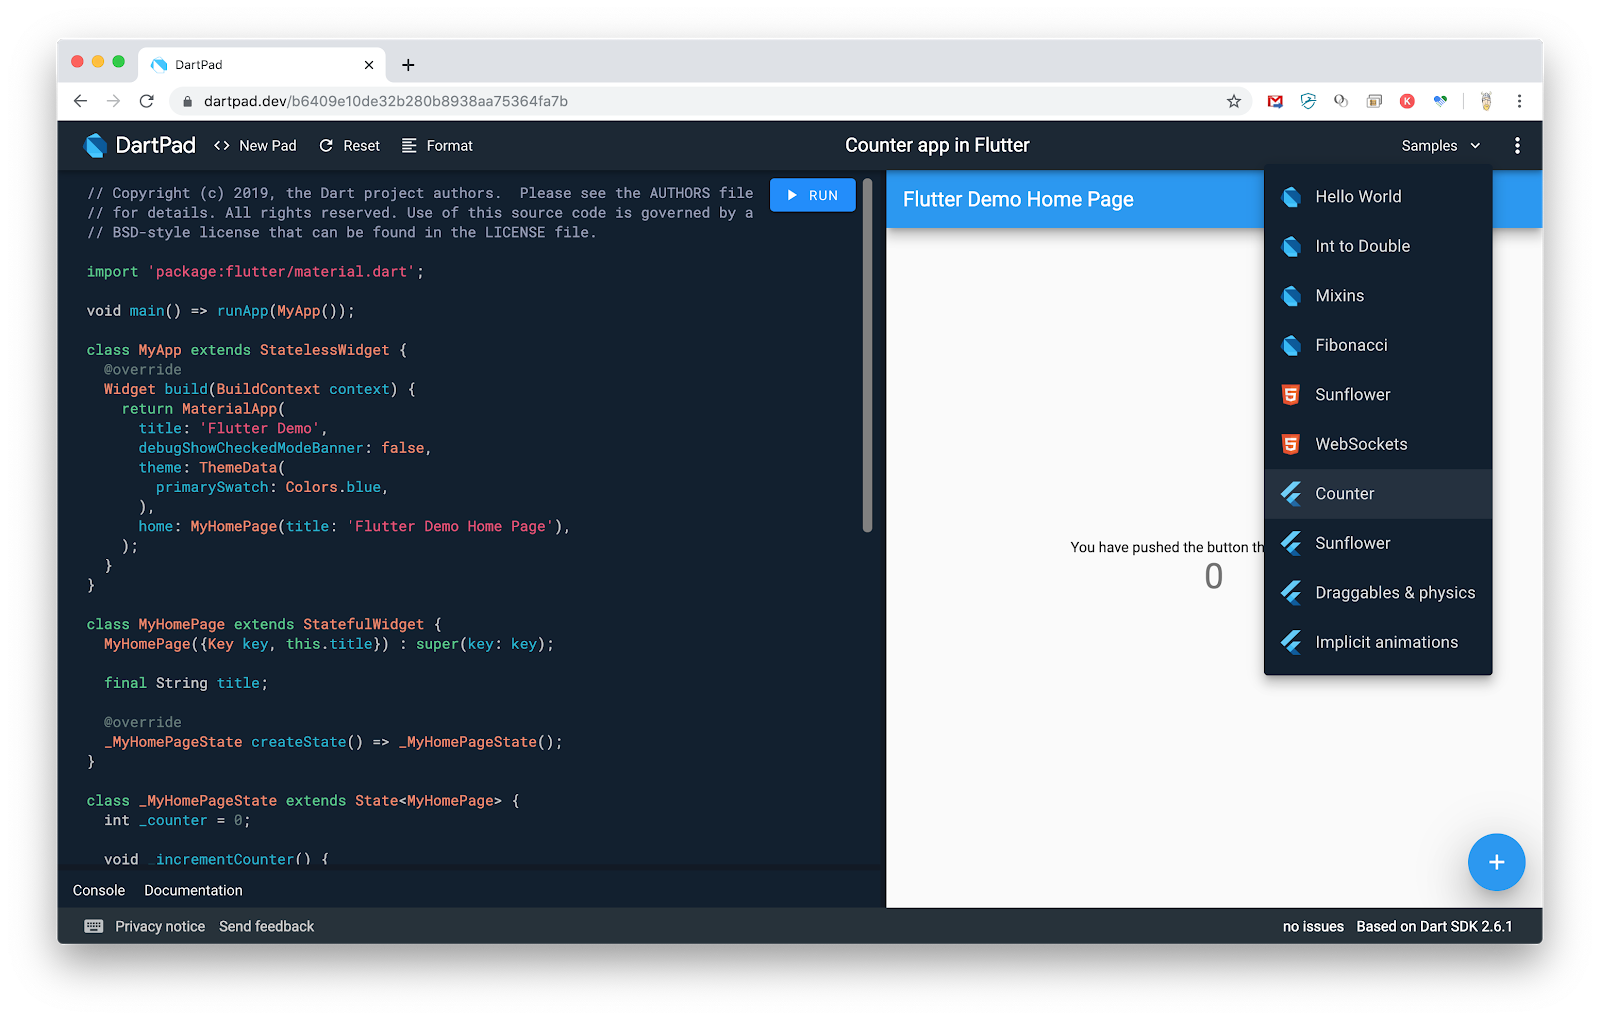 DartPad
dartpad.dev/b6409e10de32b280b8938aa75364fa7b
K
DartPad
<> New Pad
Reset
Format
Counter app in Flutter
Samples
// Copyright (c) 2019, the Dart project authors.  Please see the AUTHORS file
// for details. All rights reserved. Use of this source code is governed by a
// BSD-style license that can be found in the LICENSE file.
import 'package:flutter/material.dart';
void main() => runApp(MyApp());
class MyApp extends StatelessWidget {
  @override
  Widget build(BuildContext context) {
    return MaterialApp(
      title: 'Flutter Demo',
      debugShowCheckedModeBanner: false,
      theme: ThemeData(
        primarySwatch: Colors.blue,
      ),
      home: MyHomePage(title: 'Flutter Demo Home Page'),
    );
  }
}
class MyHomePage extends StatefulWidget {
  MyHomePage({Key key, this.title}) : super(key: key);
  final String title;
  @override
  _MyHomePageState createState() => _MyHomePageState();
}
class _MyHomePageState extends State<MyHomePage> {
  int _counter = 0;
  void _incrementCounter() {
RUN
Flutter Demo Home Page
You have pushed the button th
0
+
Hello World
Int to Double
Mixins
Fibonacci
5 Sunflower
5 WebSockets
Counter
Sunflower
Draggables & physics
Implicit animations
Console
Documentation
Privacy notice
Send feedback
no issues
Based on Dart SDK 2.6.1